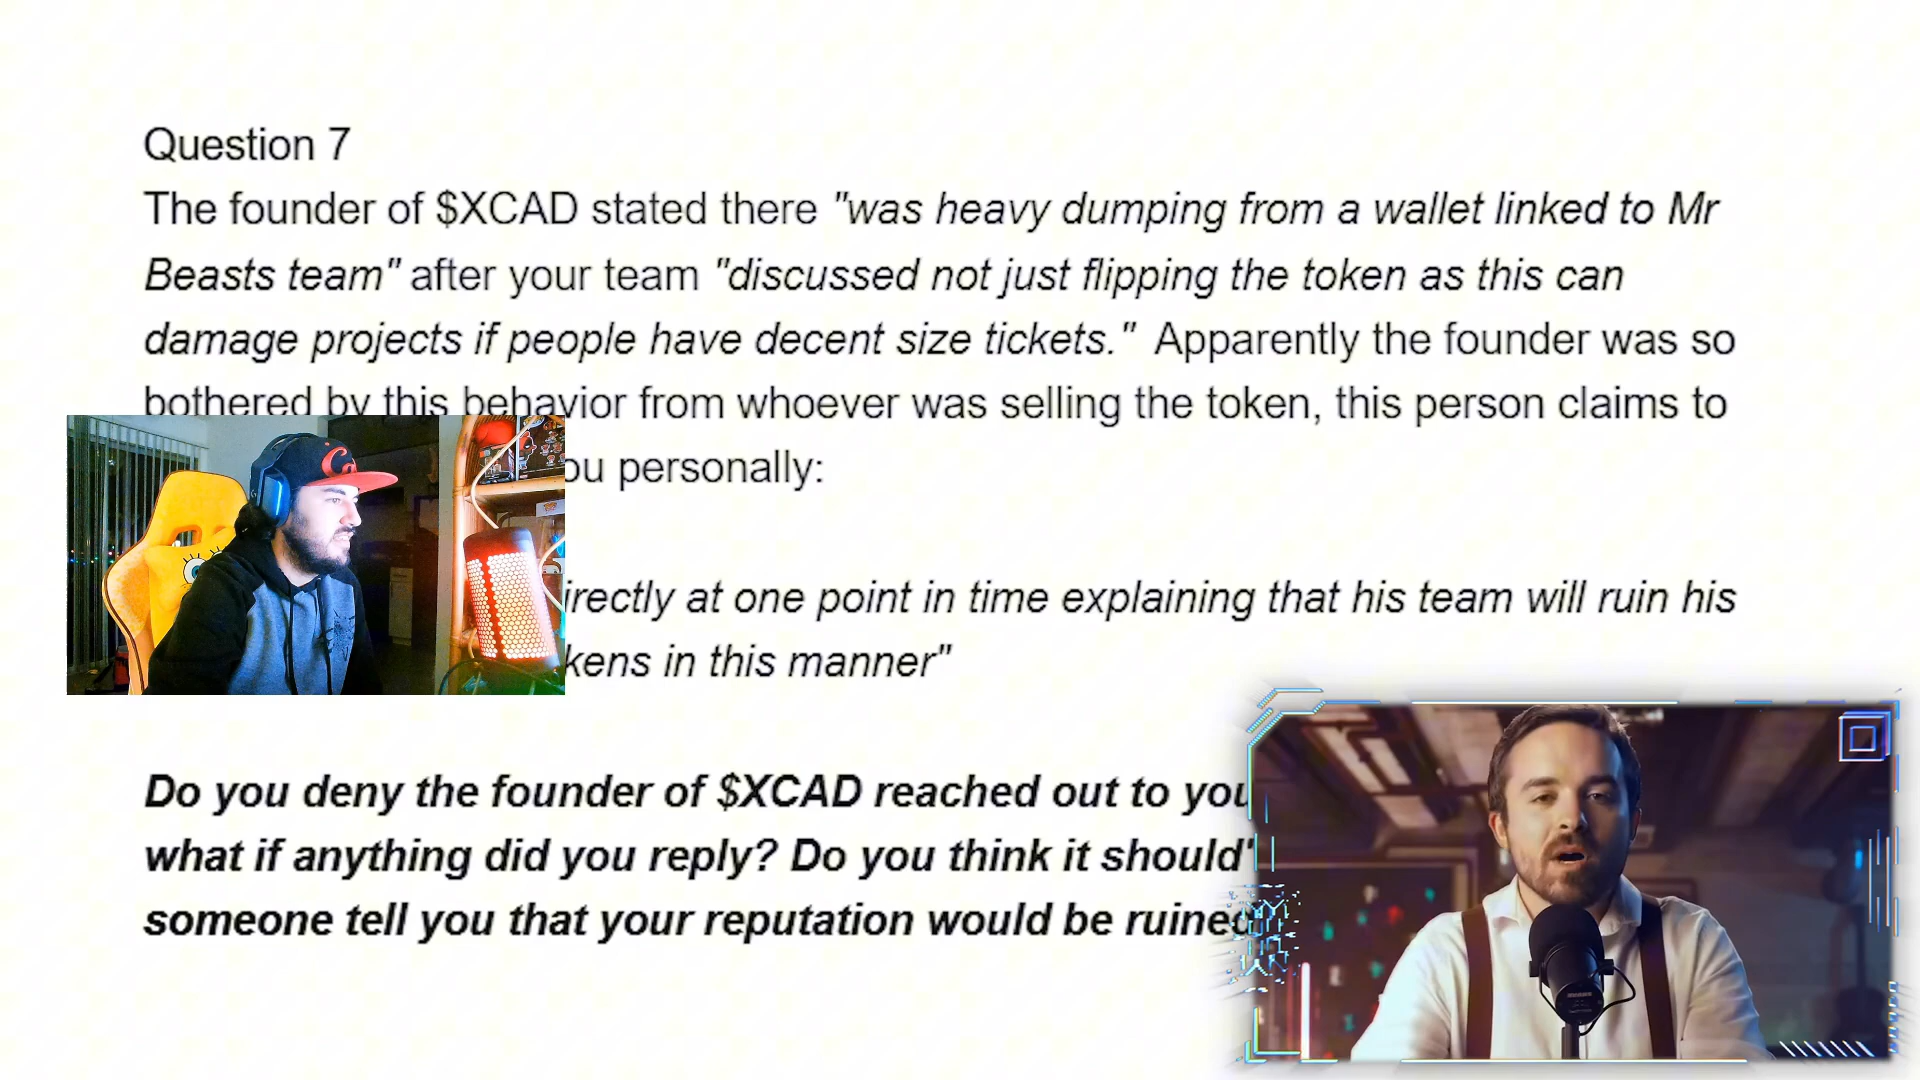 Question 7
The founder of $XCAD stated there "was heavy dumping from a wallet linked to Mr
Beasts team" after your team "discussed not just flipping the token as this can
damage projects if people have decent size tickets." Apparently the founder was so
bothered by this behavior from whoever was selling the token, this person claims to
personally:
at one point in time explaining that his team will ruin his
in this manner"
Do you deny the founder of $XCAD reached out to you
what if anything did you reply? Do you think it
someone tell you that your reputation would be ruined